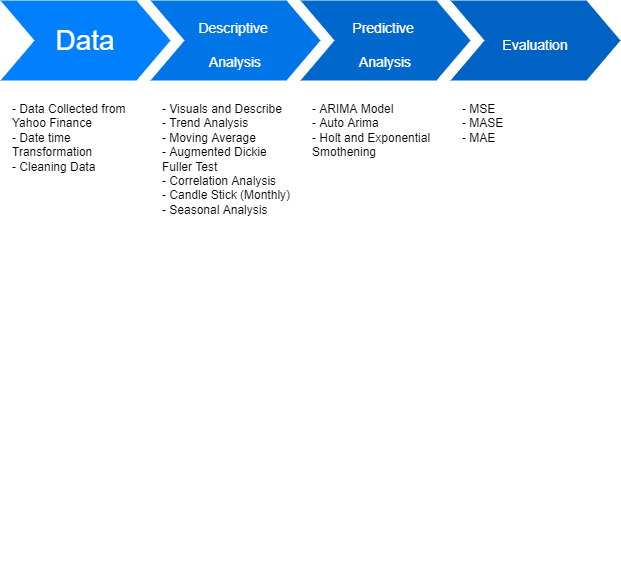 Data
Descriptive
Analysis
Predictive
Analysis
Evaluation
- Data Collected from
Yahoo Finance
- Date time
Transformation
- Cleaning Data
- Visuals and Describe
- Trend Analysis
- Moving Average
- Augmented Dickie
Fuller Test
- Correlation Analysis
- Candle Stick (Monthly)
- Seasonal Analysis
- ARIMA Model
- Auto Arima
- Holt and Exponential
Smothening
- MSE
- MASE
- MAE